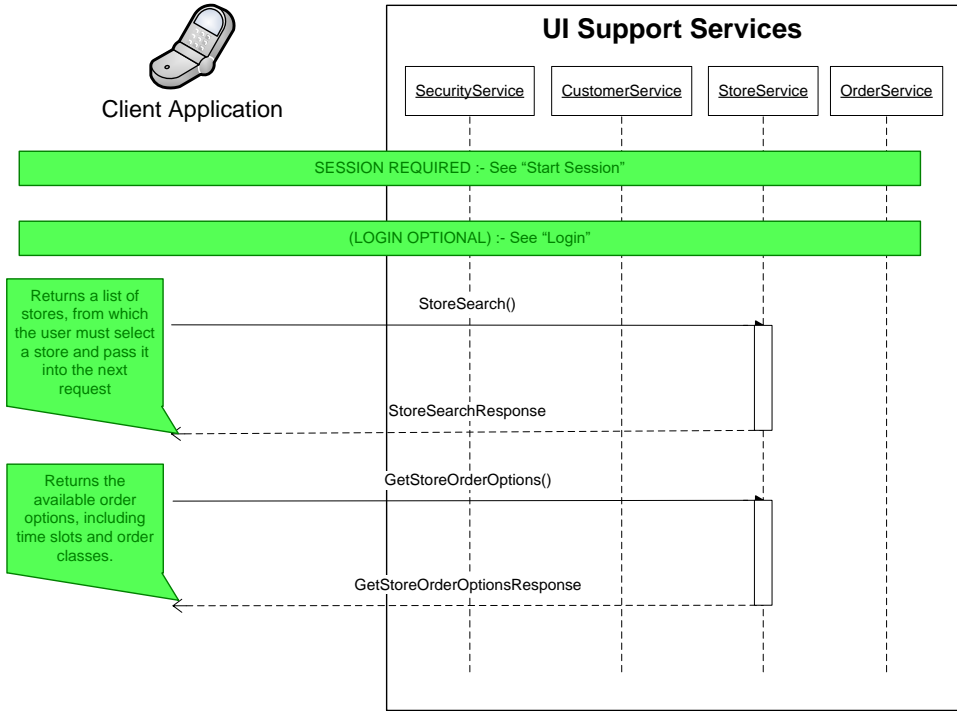 UI Support Services
Client Application
SecurityService
CustomerService
StoreService
OrderService
SESSION REQUIRED :- See “Start Session”
(LOGIN OPTIONAL) :- See “Login”
Returns a list of
stores, from which
the user must select
a store and pass it
into the next
request
StoreSearch()
StoreSearchResponse
Returns the
available order
options, including
time slots and order
classes.
GetStoreOrderOptions()
GetStoreOrderOptionsResponse